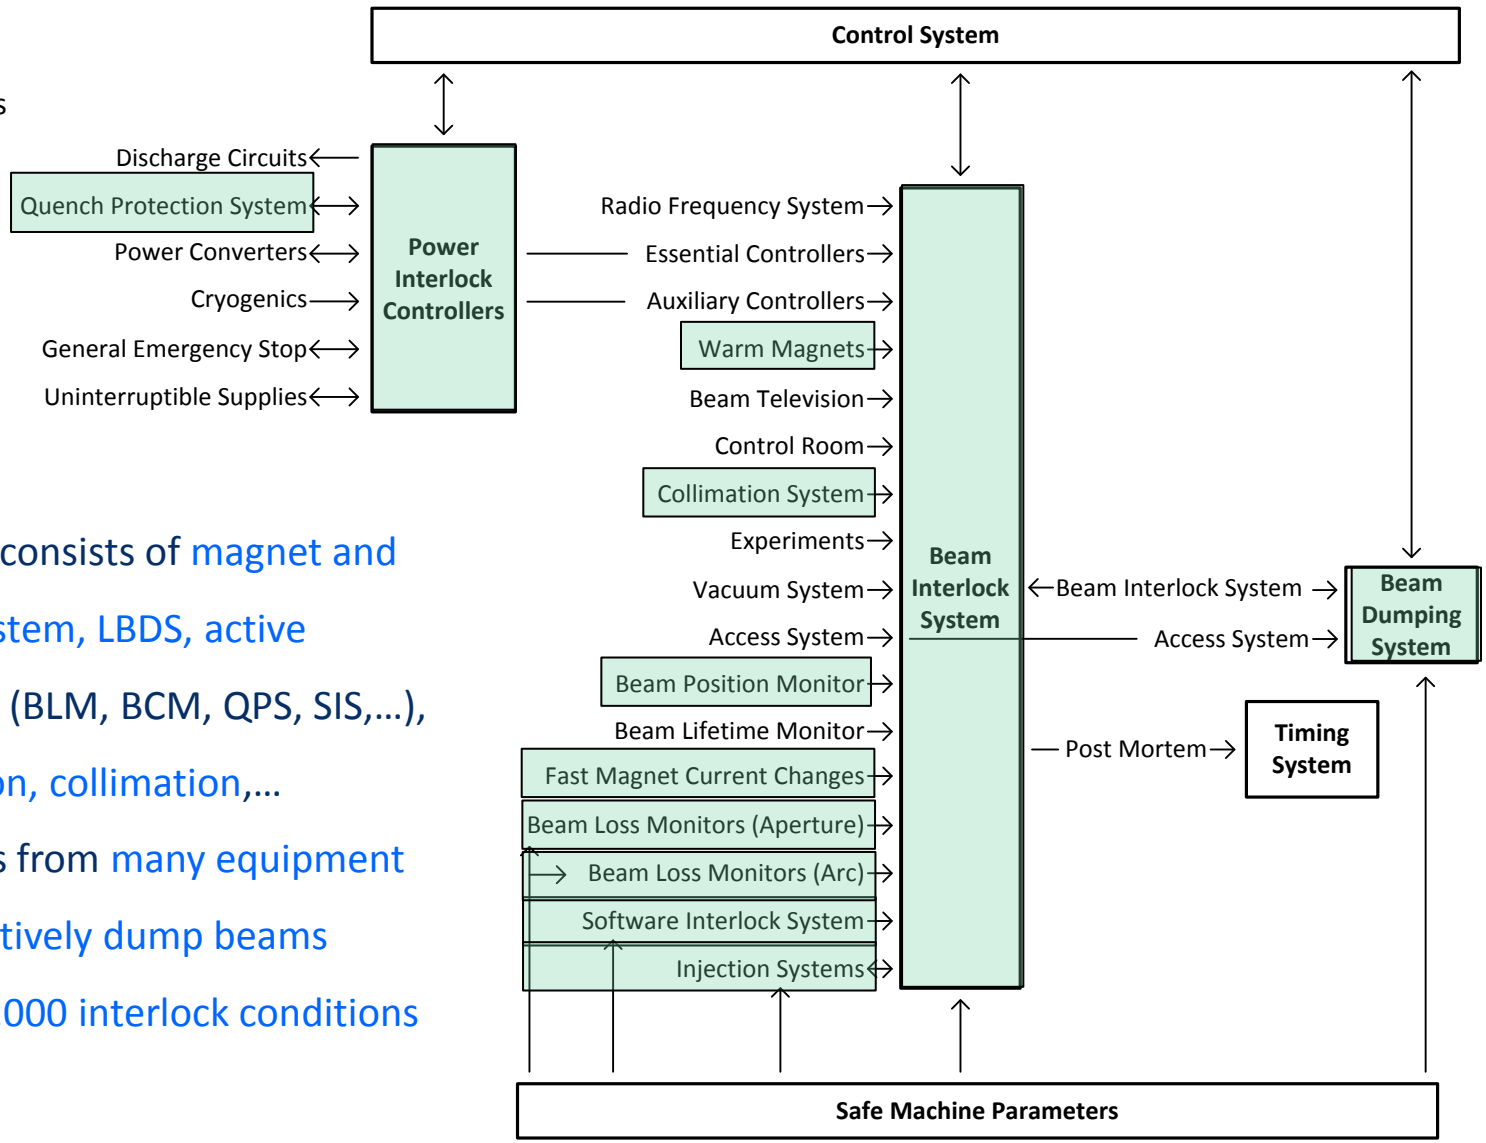 Control System
s
Discharge Circuits
Quench Protection System
Power Converters
Cryogenics
General Emergency Stop
Uninterruptible Supplies
Power
Interlock
Controllers
Radio Frequency System
Essential Controllers
Auxiliary Controllers
Warm Magnets
Beam Television
Control Room
Collimation System
Experiments
Vacuum System
Access System
Beam Position Monitor
Beam Lifetime Monitor
Fast Magnet Current Changes
Beam Loss Monitors (Aperture)
Beam Loss Monitors (Arc)
Software Interlock System
Injection Systems
Beam
Interlock
System
Beam Interlock System
Access System
Beam
Dumping
System
Post Mortem
Timing
System
consists of magnet and
stem, LBDS, active
(BLM, BCM, QPS, SIS,...),
on, collimation,...
s from many equipment
tively dump beams
000 interlock conditions
Safe Machine Parameters